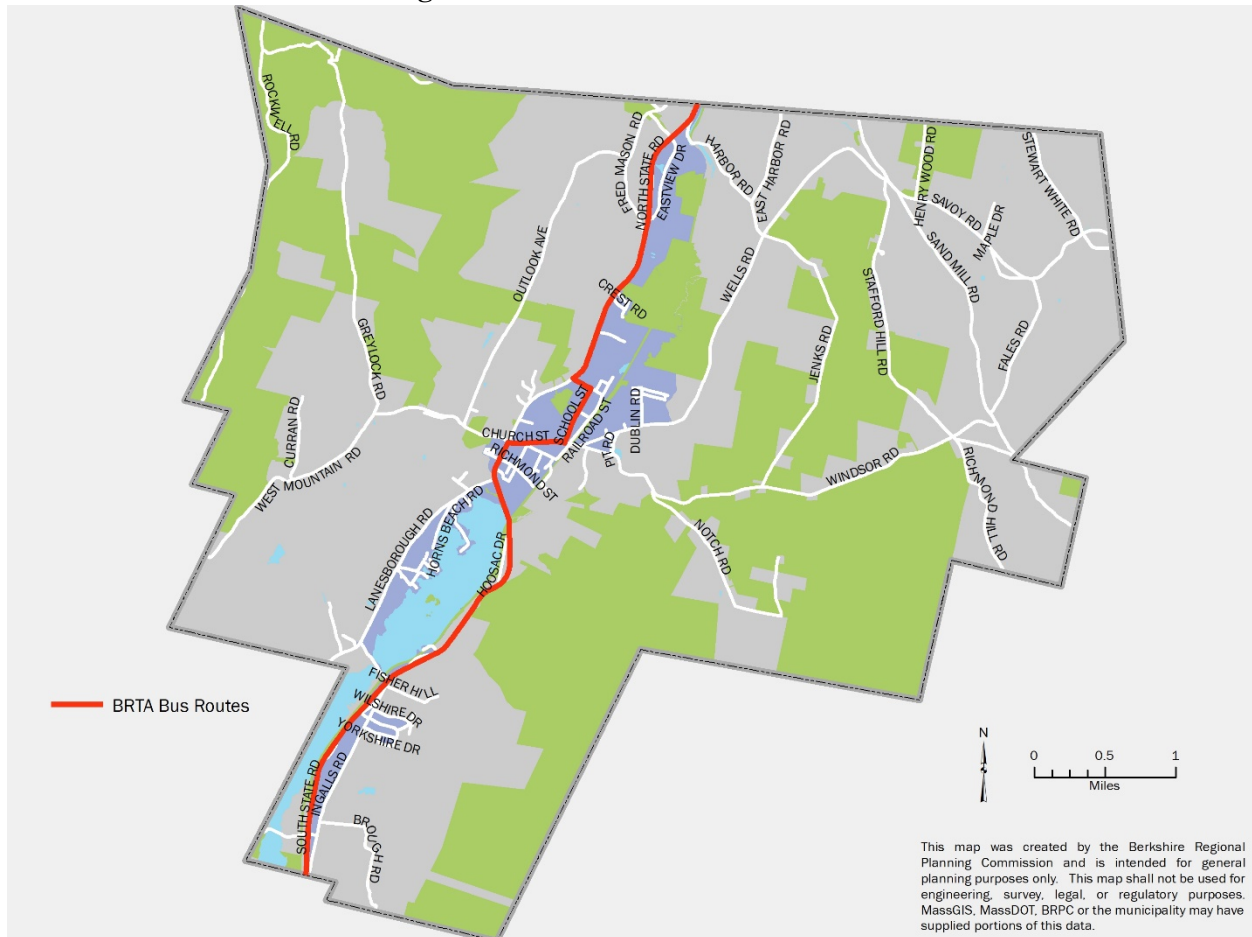 ROCKWELL RD
FRED MASON RD
NORTH STATE RD
EASTVIEW DR
HARBOR RD
EAST HARBOR RD
HENRY WOOD RD
STEWART WHITE RD
SAVOY RD
MAPLE DR
SAND MILL RD
OUTLOOK AVE
WELLS RD
STAFFORD HILL RD
CREST RD
GREYLOCK RD
JENKS RD
FALES RD
SCHOOL ST
CURRAN RD
CHURCH ST
RAILROAD ST
DUBLIN RD
PIT RD
RICHMOND ST
WEST MOUNTAIN RD
WINDSOR RD
RICHMOND HILL RD
LANESBOROUGH RD
HORNS BEACH RD
NOTCH RD
HOOSAC DR
FISHER HILL
BRTA Bus Routes
WILSHIRE DR
YORKSHIRE DR
SOUTH STATE RD
INGALLS RD
BROUGH RD
N
0 0.5 1
Miles
This map was created by the Berkshire Regional
Planning Commission and is intended for general
planning purposes only. This map shall not be used for
engineering, survey, legal, or regulatory purposes.
MassGIS, MassDOT, BRPC or the municipality may have
supplied portions of this data.